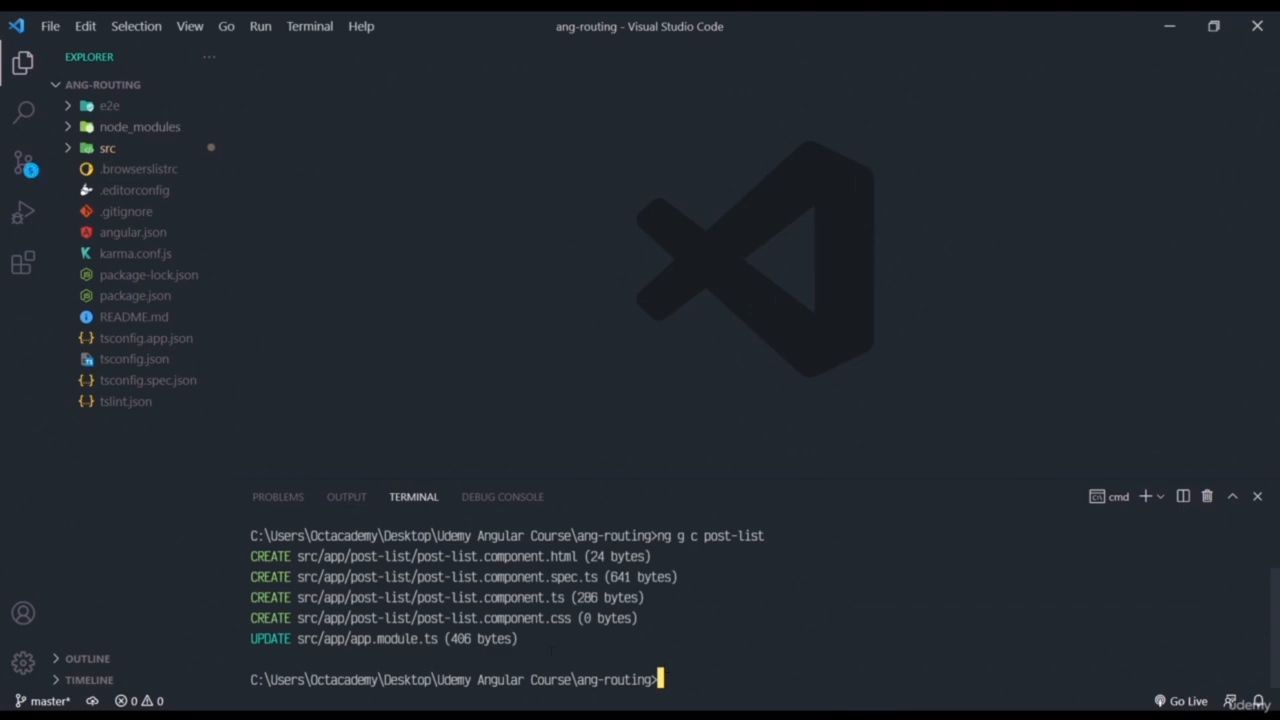 File Edit Selection View Go Run Terminal Help
ang-routing - Visual Studio Code
EXPLORER
ANG-ROUTING
e2e
node_modules
src
.browserslistrc
.editorconfig
.gitignore
angular.json
karma.conf.js
package-lock.json
package.json
README.md
tsconfig.app.json
tsconfig.json
tsconfig.spec.json
tslint.json
PROBLEMS OUTPUT TERMINAL DEBUG CONSOLE
cmd
C:\Users\Octacademy\Desktop\Udemy Angular Course\ang-routing>ng g c post-list
CREATE src/app/post-list/post-list.component.html (24 bytes)
CREATE src/app/post-list/post-list.component.spec.ts (641 bytes)
CREATE src/app/post-list/post-list.component.ts (286 bytes)
CREATE src/app/post-list/post-list.component.css (0 bytes)
UPDATE src/app/app.module.ts (406 bytes)
C:\Users\Octacademy\Desktop\Udemy Angular Course\ang-routing>
OUTLINE
TIMELINE
master* 0 0
Go Live
Udemy